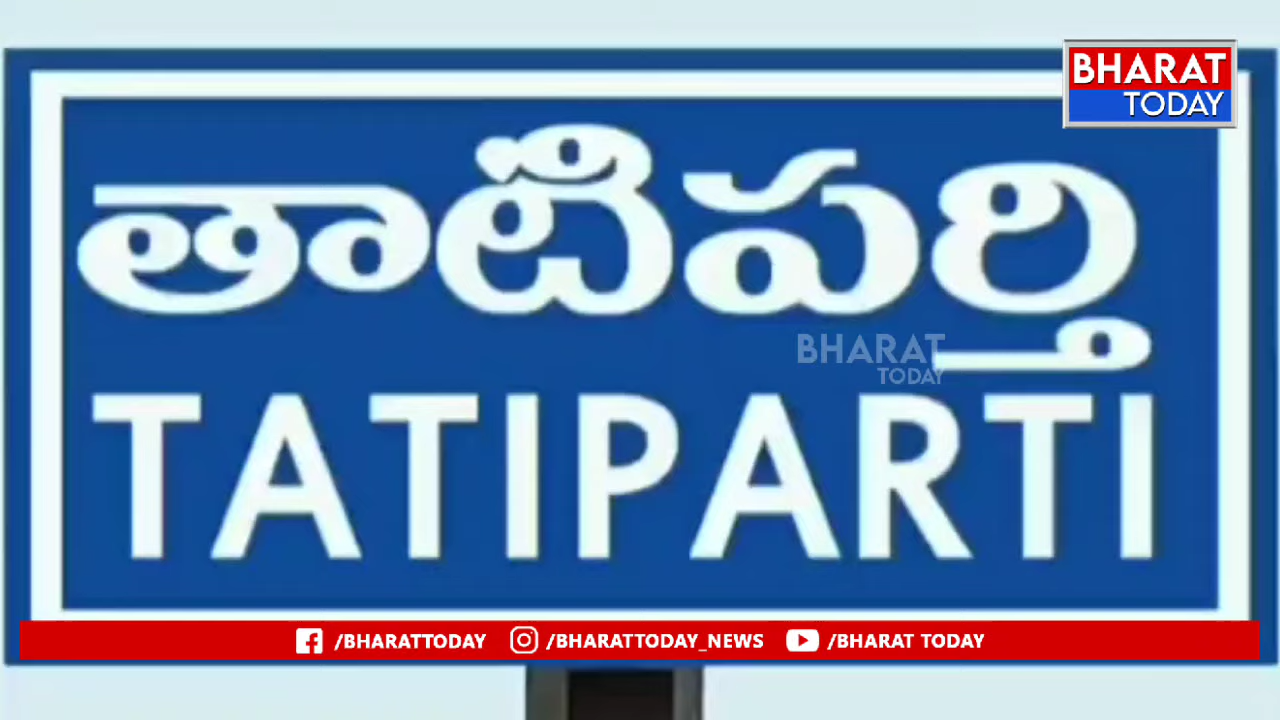 BHARAT
TODAY
తాటిపర్తి
BHARAT
TODAY
TATIPARTI
/BHARATTODAY /BHARATTODAY_NEWS /BHARAT TODAY